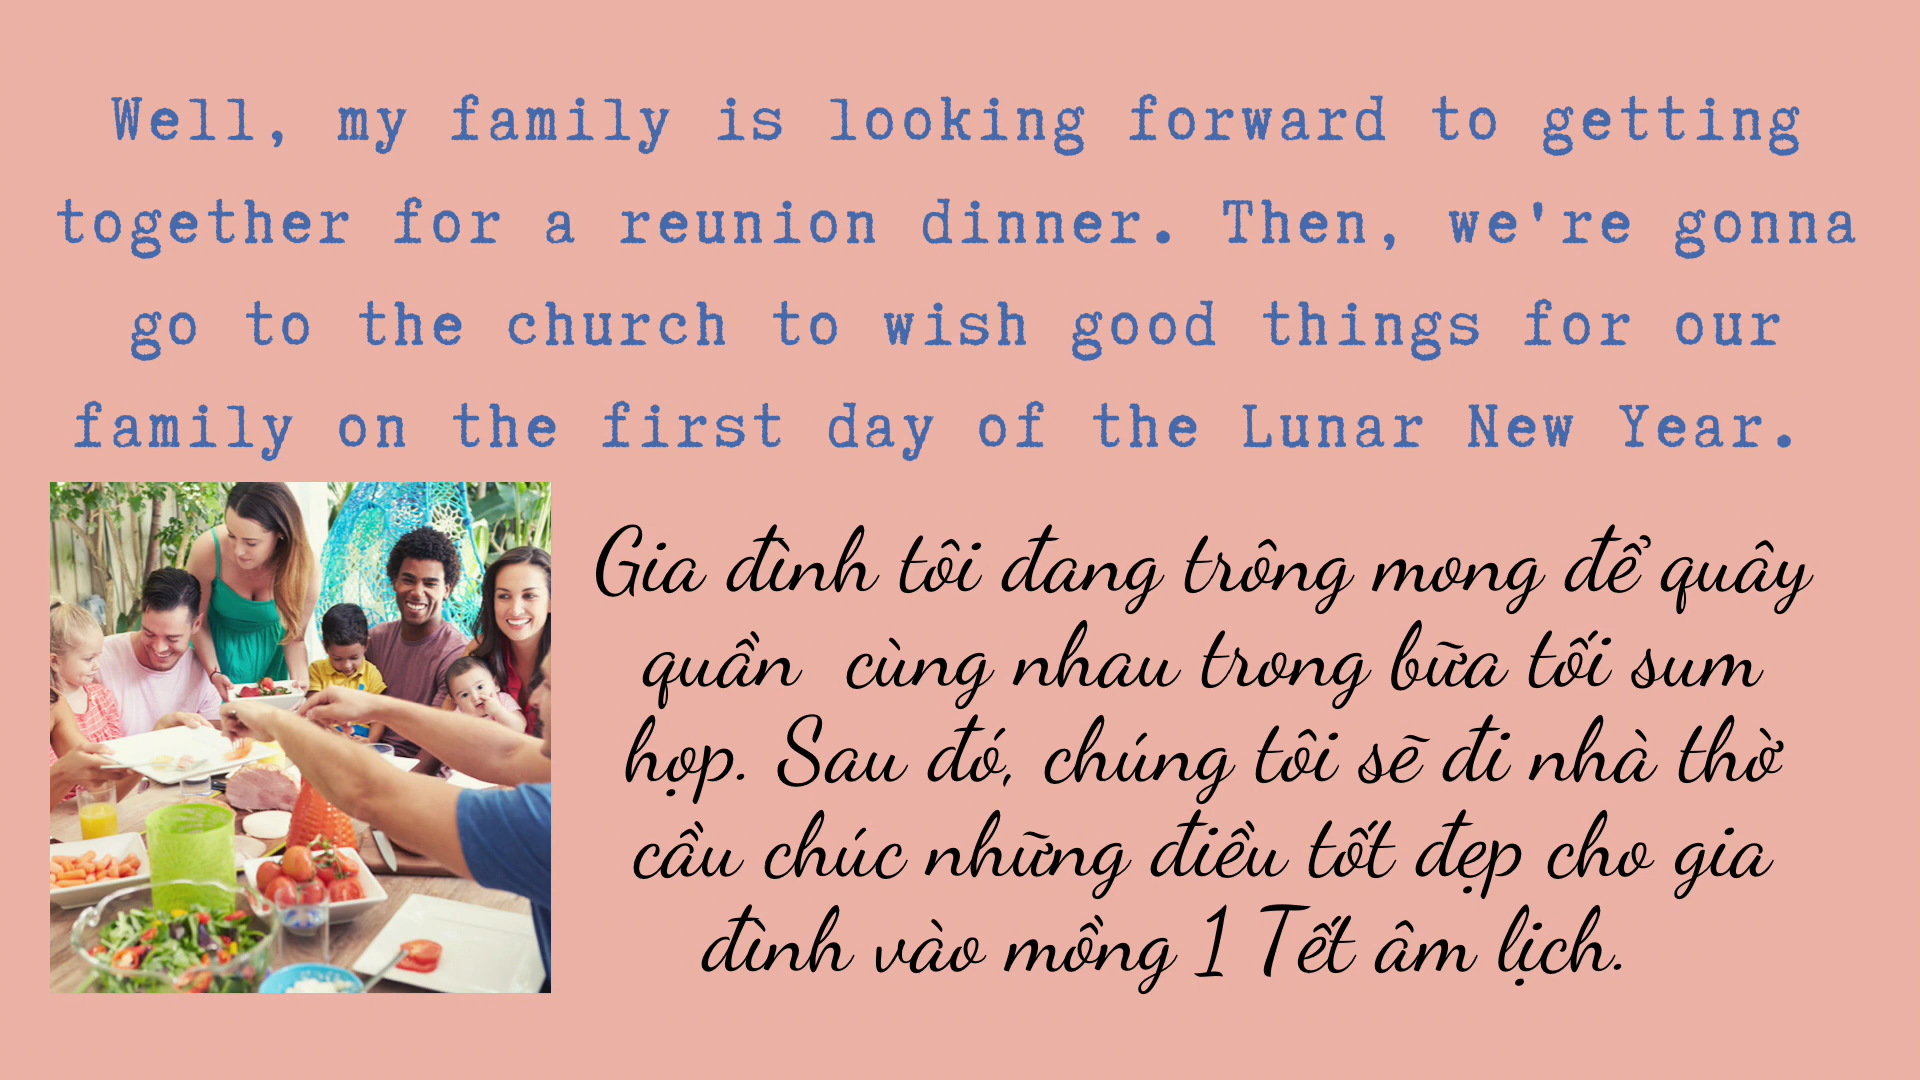 Well, my family is looking forward to getting
together for a reunion dinner. Then, we're gonna
go to the church to wish good things for our
family on the first day of the Lunar New Year.
Gia đình tôi đang trông mong để quây
quần  cùng nhau trong bữa tối sum
họp. Sau đó, chúng tôi sẽ đi nhà thờ
cầu chúc những điều tốt đẹp cho gia
đình vào mồng 1 Tết âm lịch.